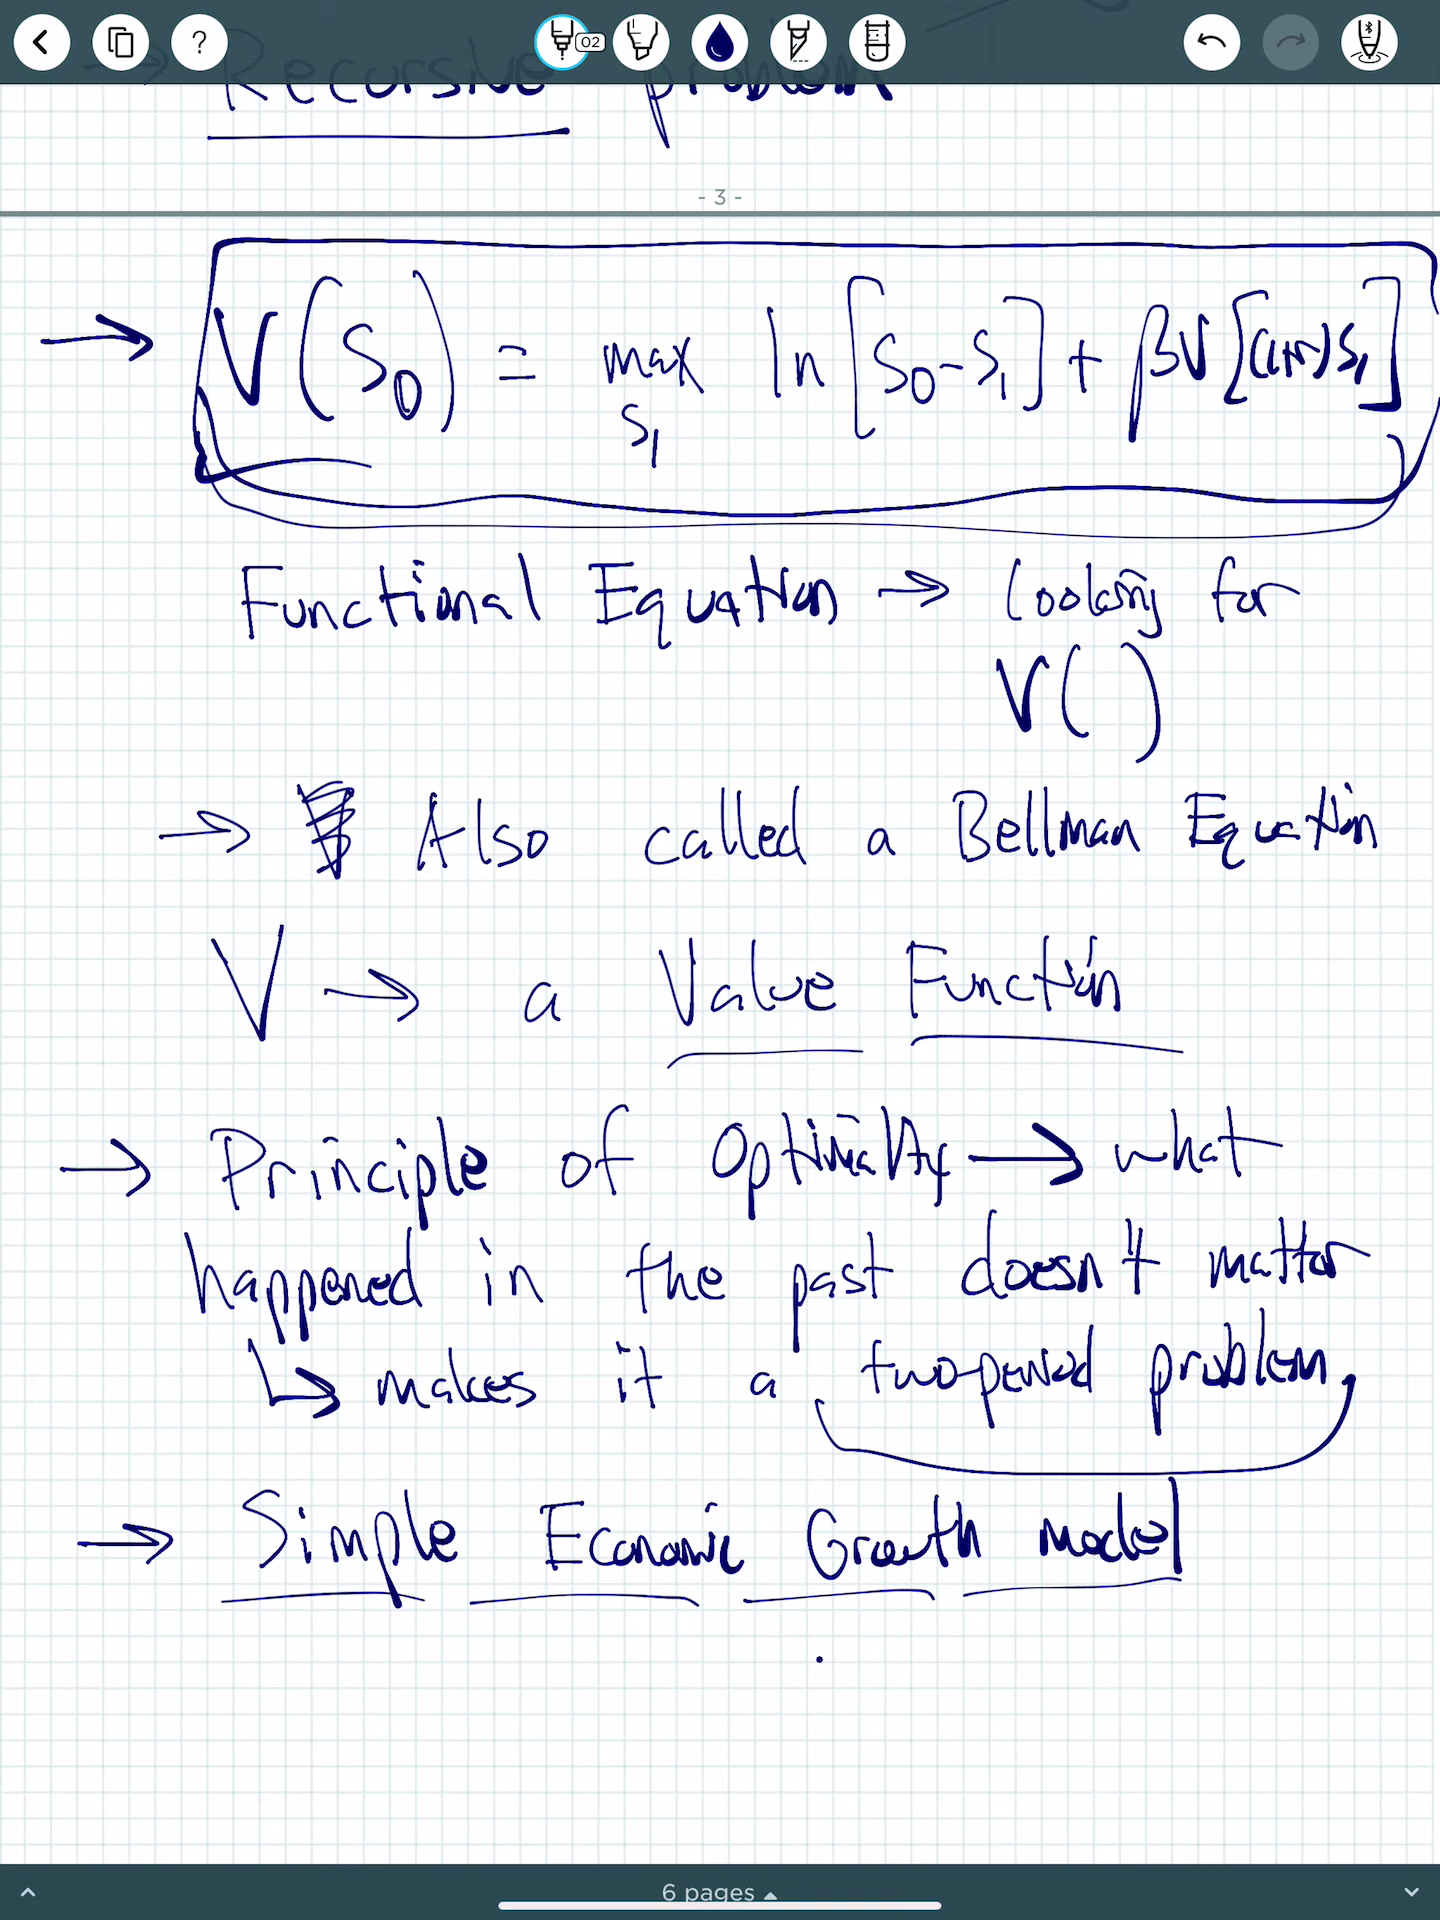 ?
02
Recursive problem
- 3 -
→ V(S₀) = max ln[S₀-S₁] + βV[(1+r)S₁]
S₁
Functional Equation → looking for
V( )
→ Also called a Bellman Equation
V → a Value Function
→ Principle of Optimality → what
happened in the past doesn't matter
↳ makes it a two-period problem
→ Simple Economic Growth model
6 pages